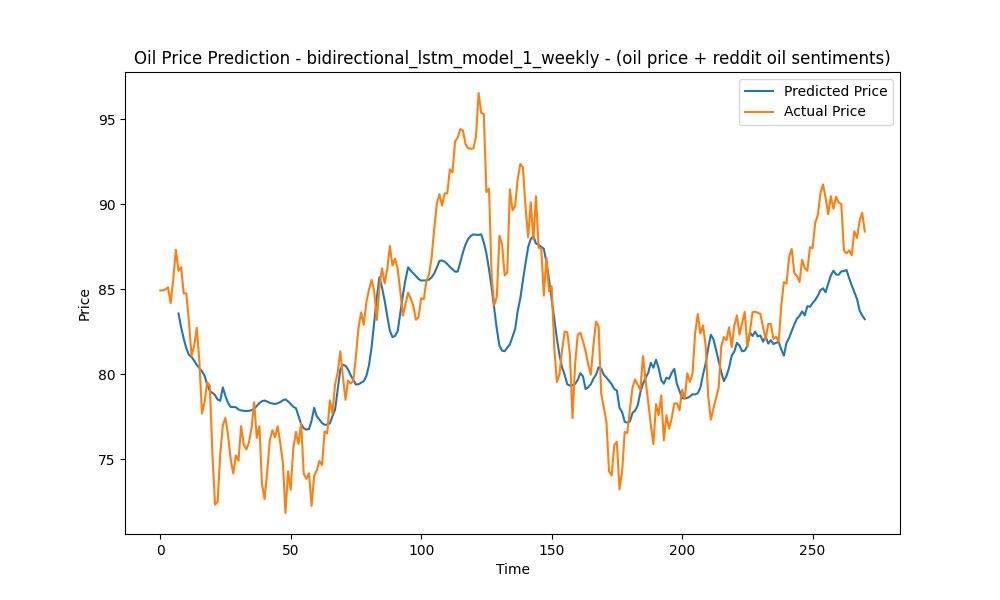 Oil Price Prediction - bidirectional_lstm_model_1_weekly - (oil price + reddit oil sentiments)
Predicted Price
Actual Price
95
90
85
80
75
Price
0 50 100 150 200 250
Time